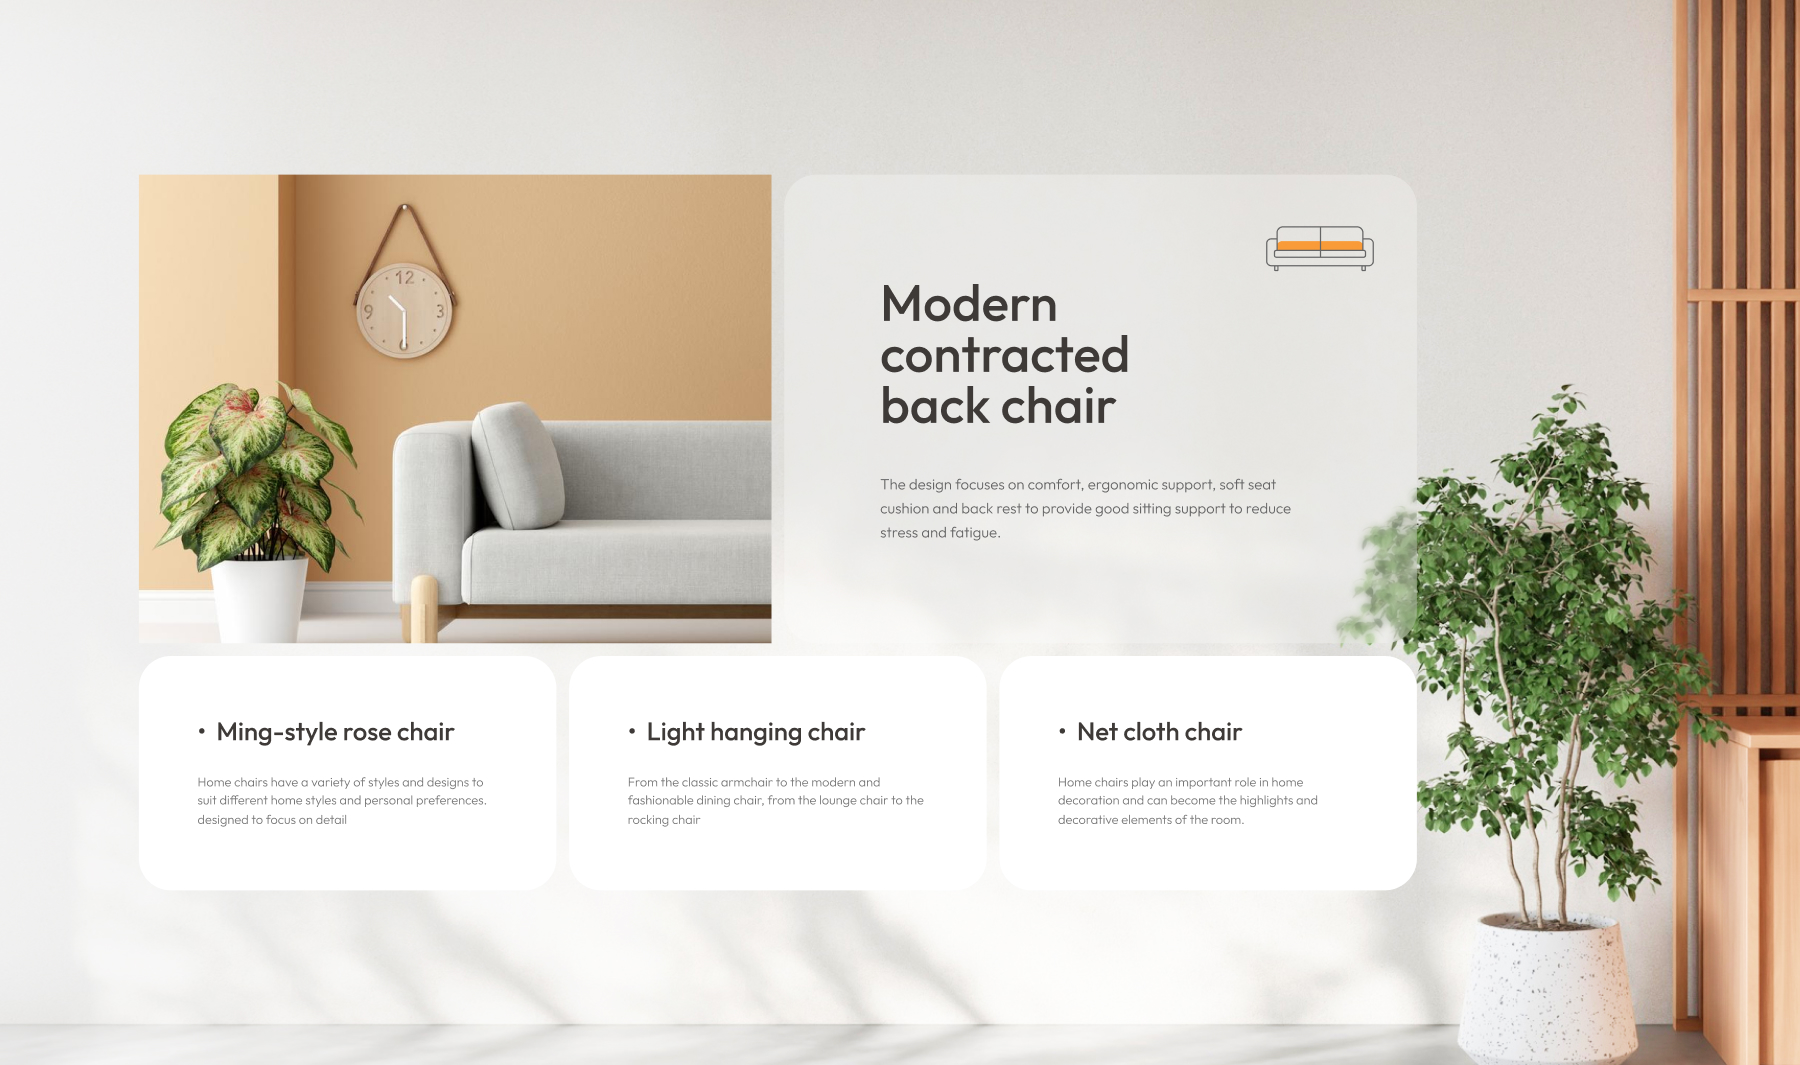 12
9 3
6
Modern
contracted
back chair
The design focuses on comfort, ergonomic support, soft seat
cushion and back rest to provide good sitting support to reduce
stress and fatigue.
• Ming-style rose chair
Home chairs have a variety of styles and designs to
suit different home styles and personal preferences.
designed to focus on detail
• Light hanging chair
From the classic armchair to the modern and
fashionable dining chair, from the lounge chair to the
rocking chair
• Net cloth chair
Home chairs play an important role in home
decoration and can become the highlights and
decorative elements of the room.